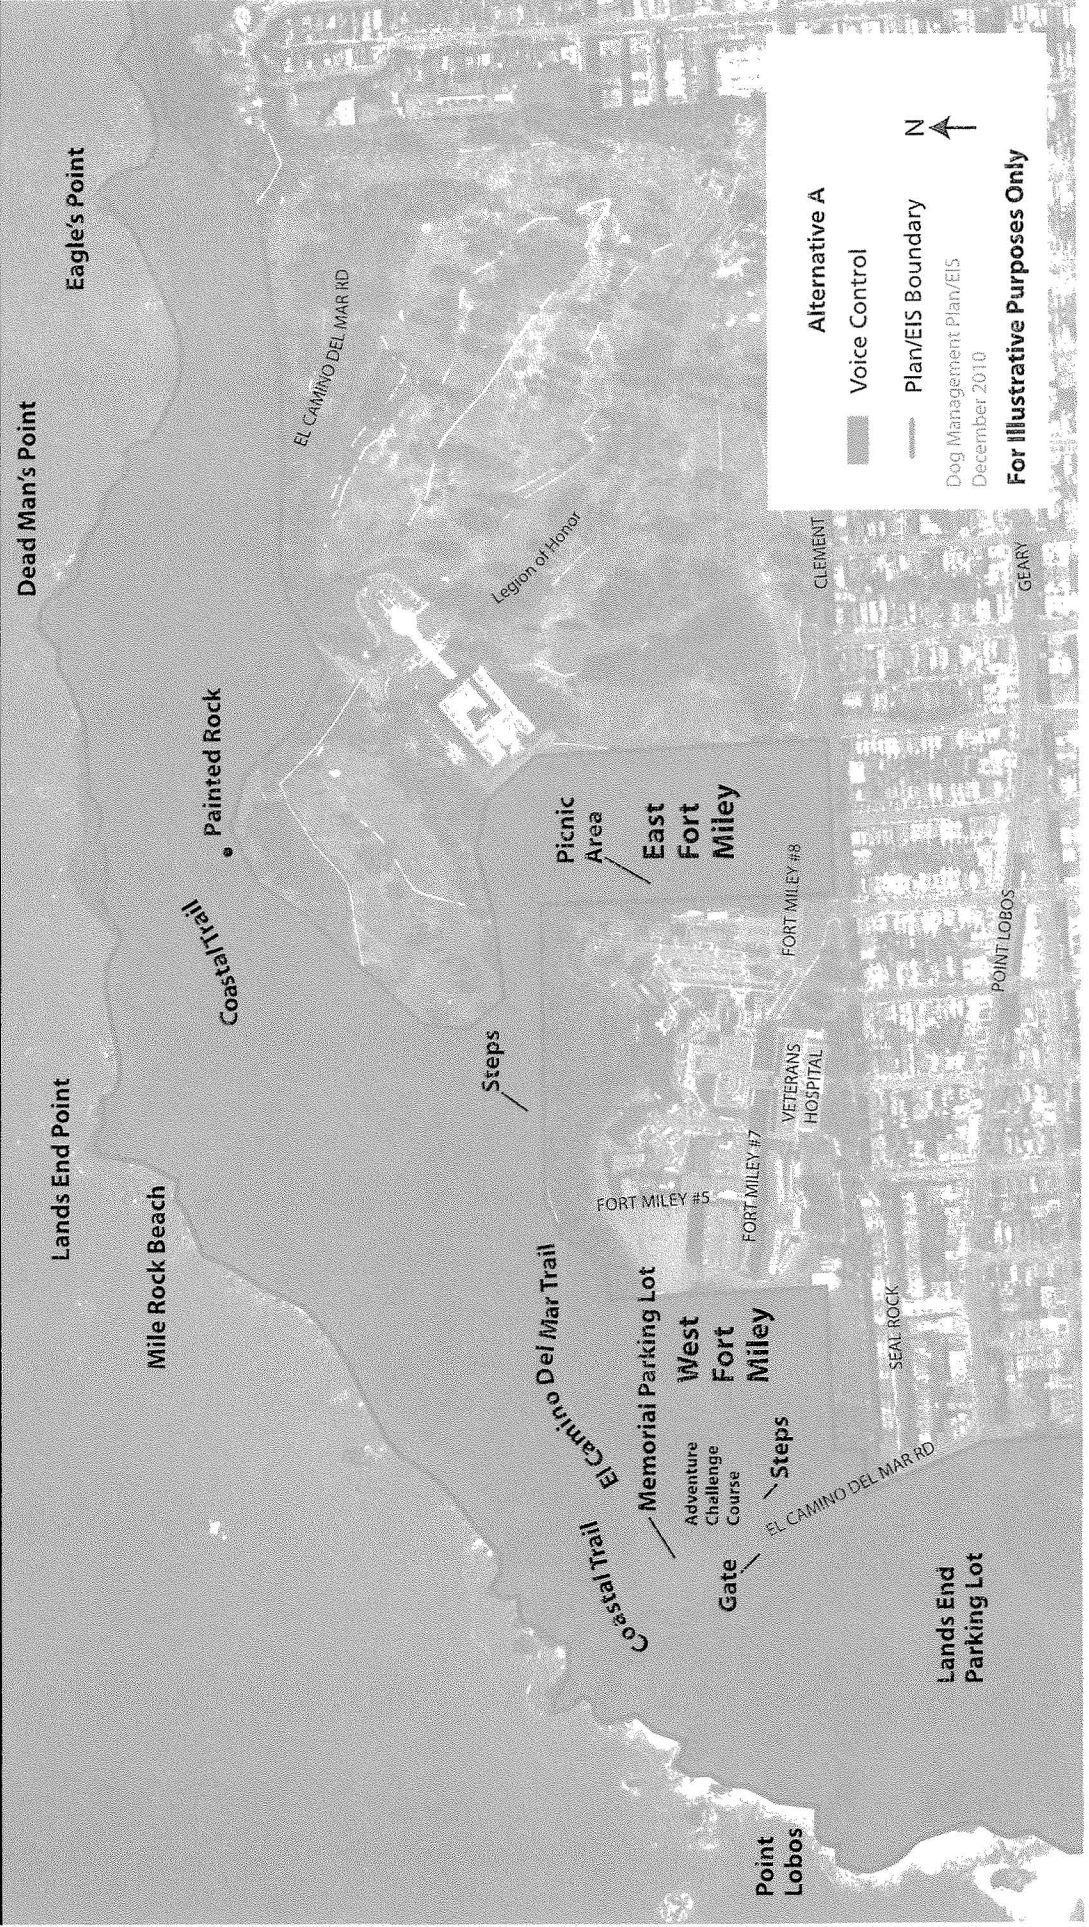 Dead Man's Point
Lands End Point
Eagle's Point
Mile Rock Beach
Coastal Trail
Painted Rock
EL CAMINO DEL MAR RD
Steps
Legion of Honor
El Camino Del Mar Trail
Picnic
Area
East
Fort
Miley
Coastal Trail
Memorial Parking Lot
FORT MILEY #5
West
Fort
Miley
Adventure
Challenge
Course
Gate
Steps
FORT MILEY #7
FORT MILEY #8
VETERANS
HOSPITAL
Point
Lobos
EL CAMINO DEL MAR RD
SEAL ROCK
CLEMENT
Lands End
Parking Lot
POINT LOBOS
GEARY
Alternative A
Voice Control
Plan/EIS Boundary
N
Dog Management Plan/EIS
December 2010
For Illustrative Purposes Only